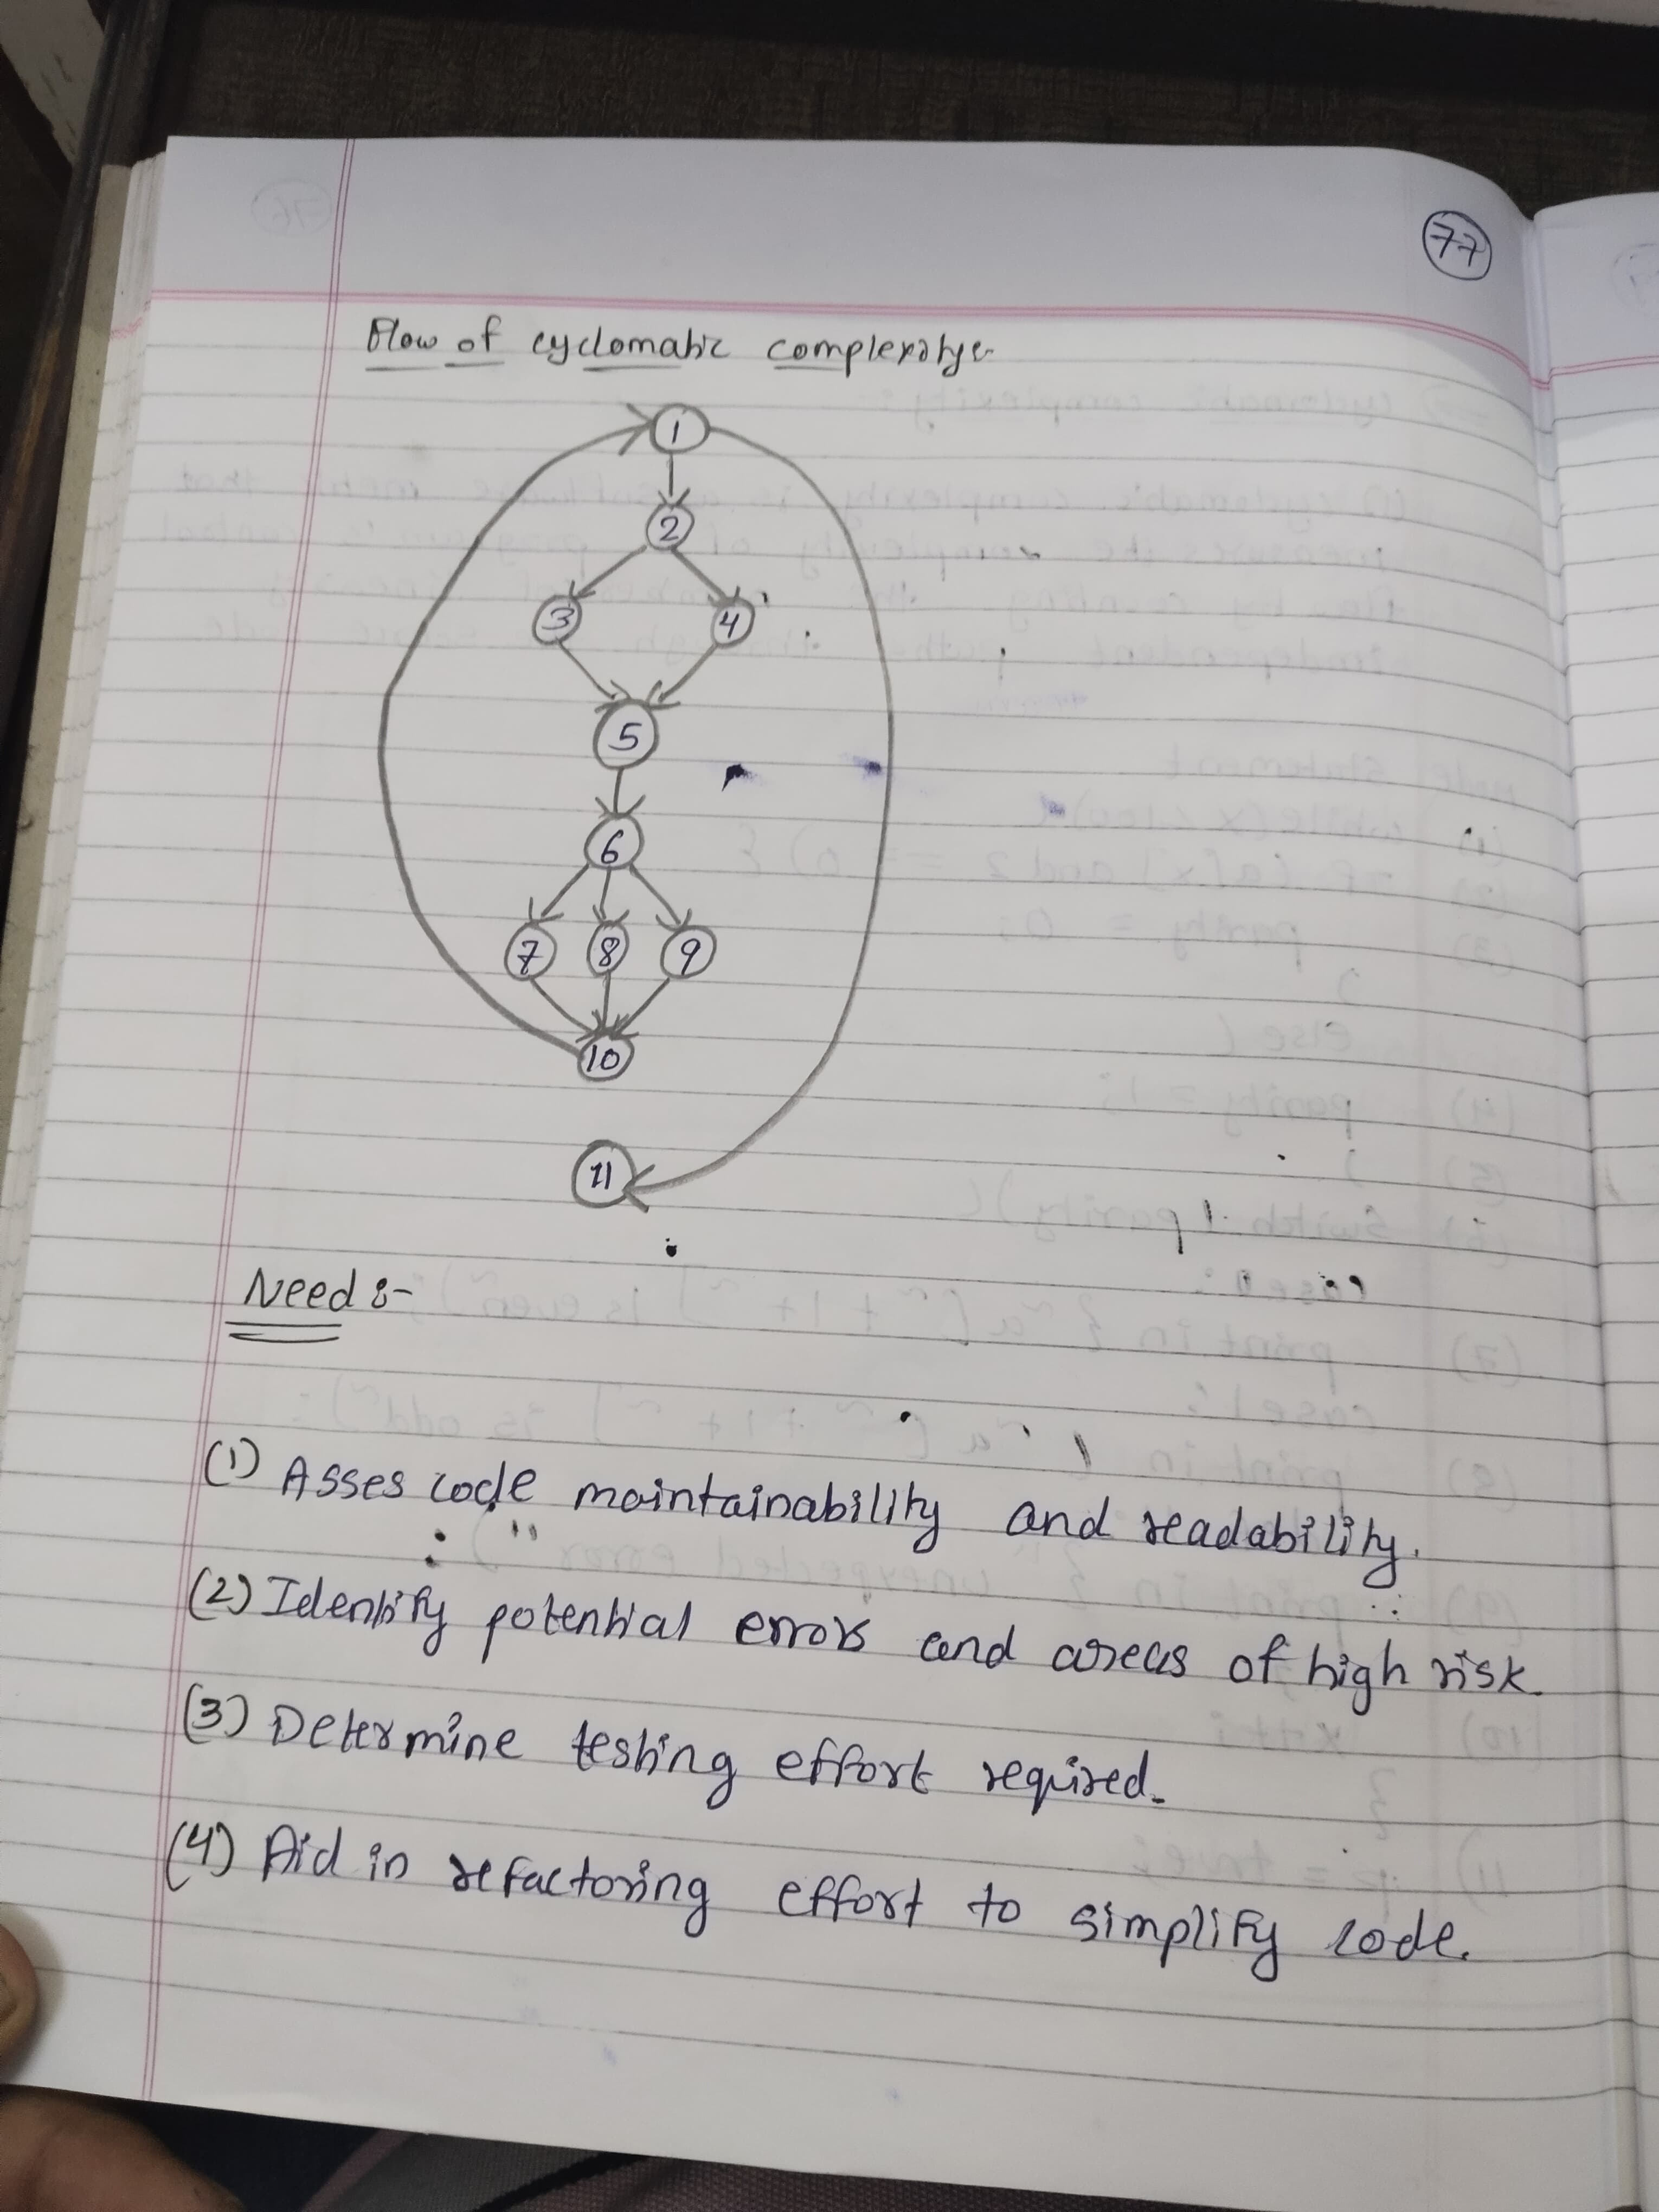 77
Flow of cyclomatic complexity:-
1
2
3 4
5
6
7 8 9
10
11
Need :-
(1) Asses code maintainability and readability.
(2) Identify potential errors and areas of high risk.
(3) Determine testing effort required.
(4) Aid in refactoring effort to simplify code.